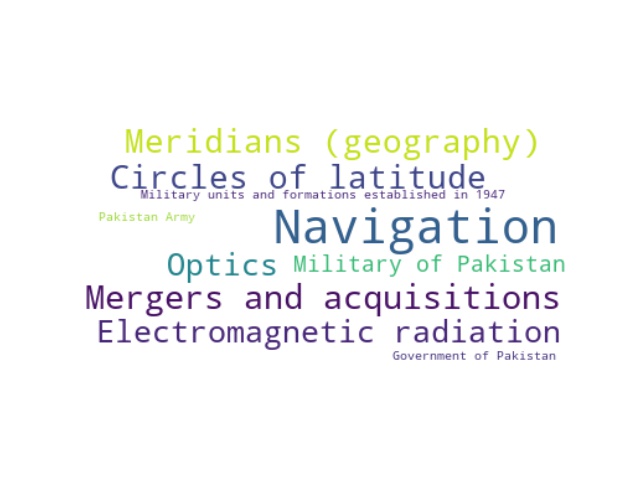 Meridians (geography)
Circles of latitude
Military units and formations established in 1947
Pakistan Army
Navigation
Optics
Military of Pakistan
Mergers and acquisitions
Electromagnetic radiation
Government of Pakistan